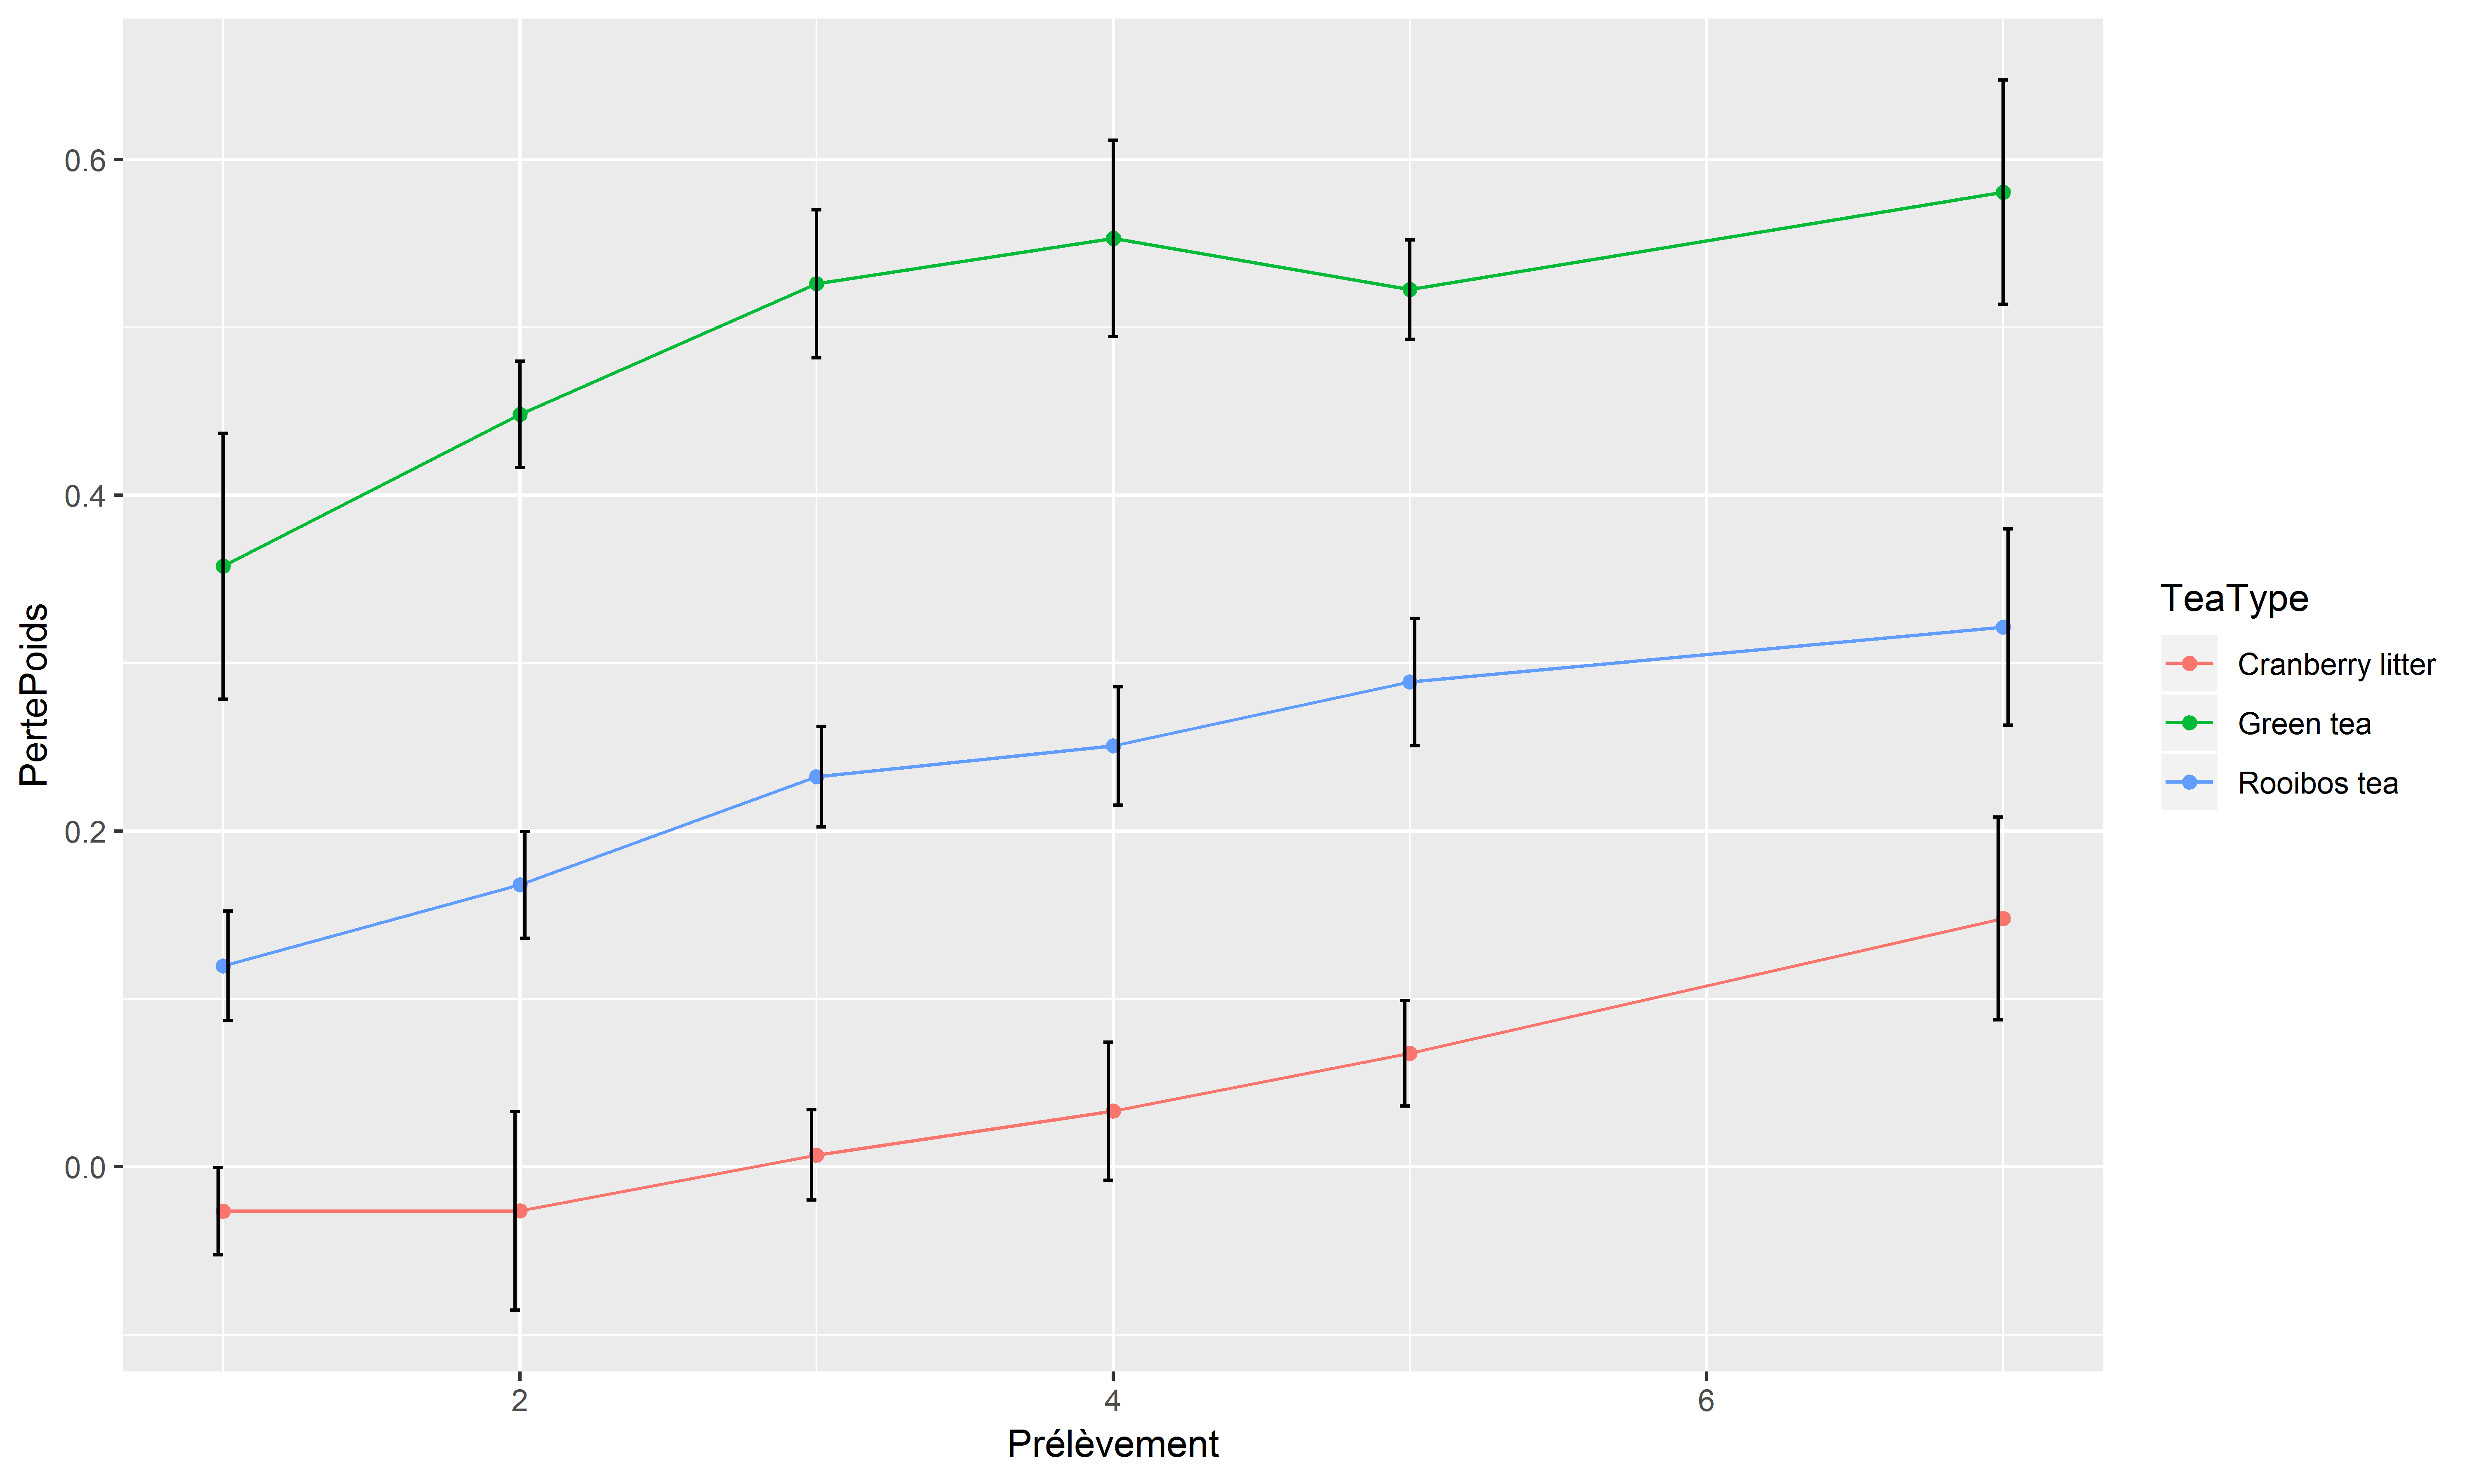 PertePoids
0.6
0.4
0.2
0.0
2
4
6
Prélèvement
TeaType
Cranberry litter
Green tea
Rooibos tea